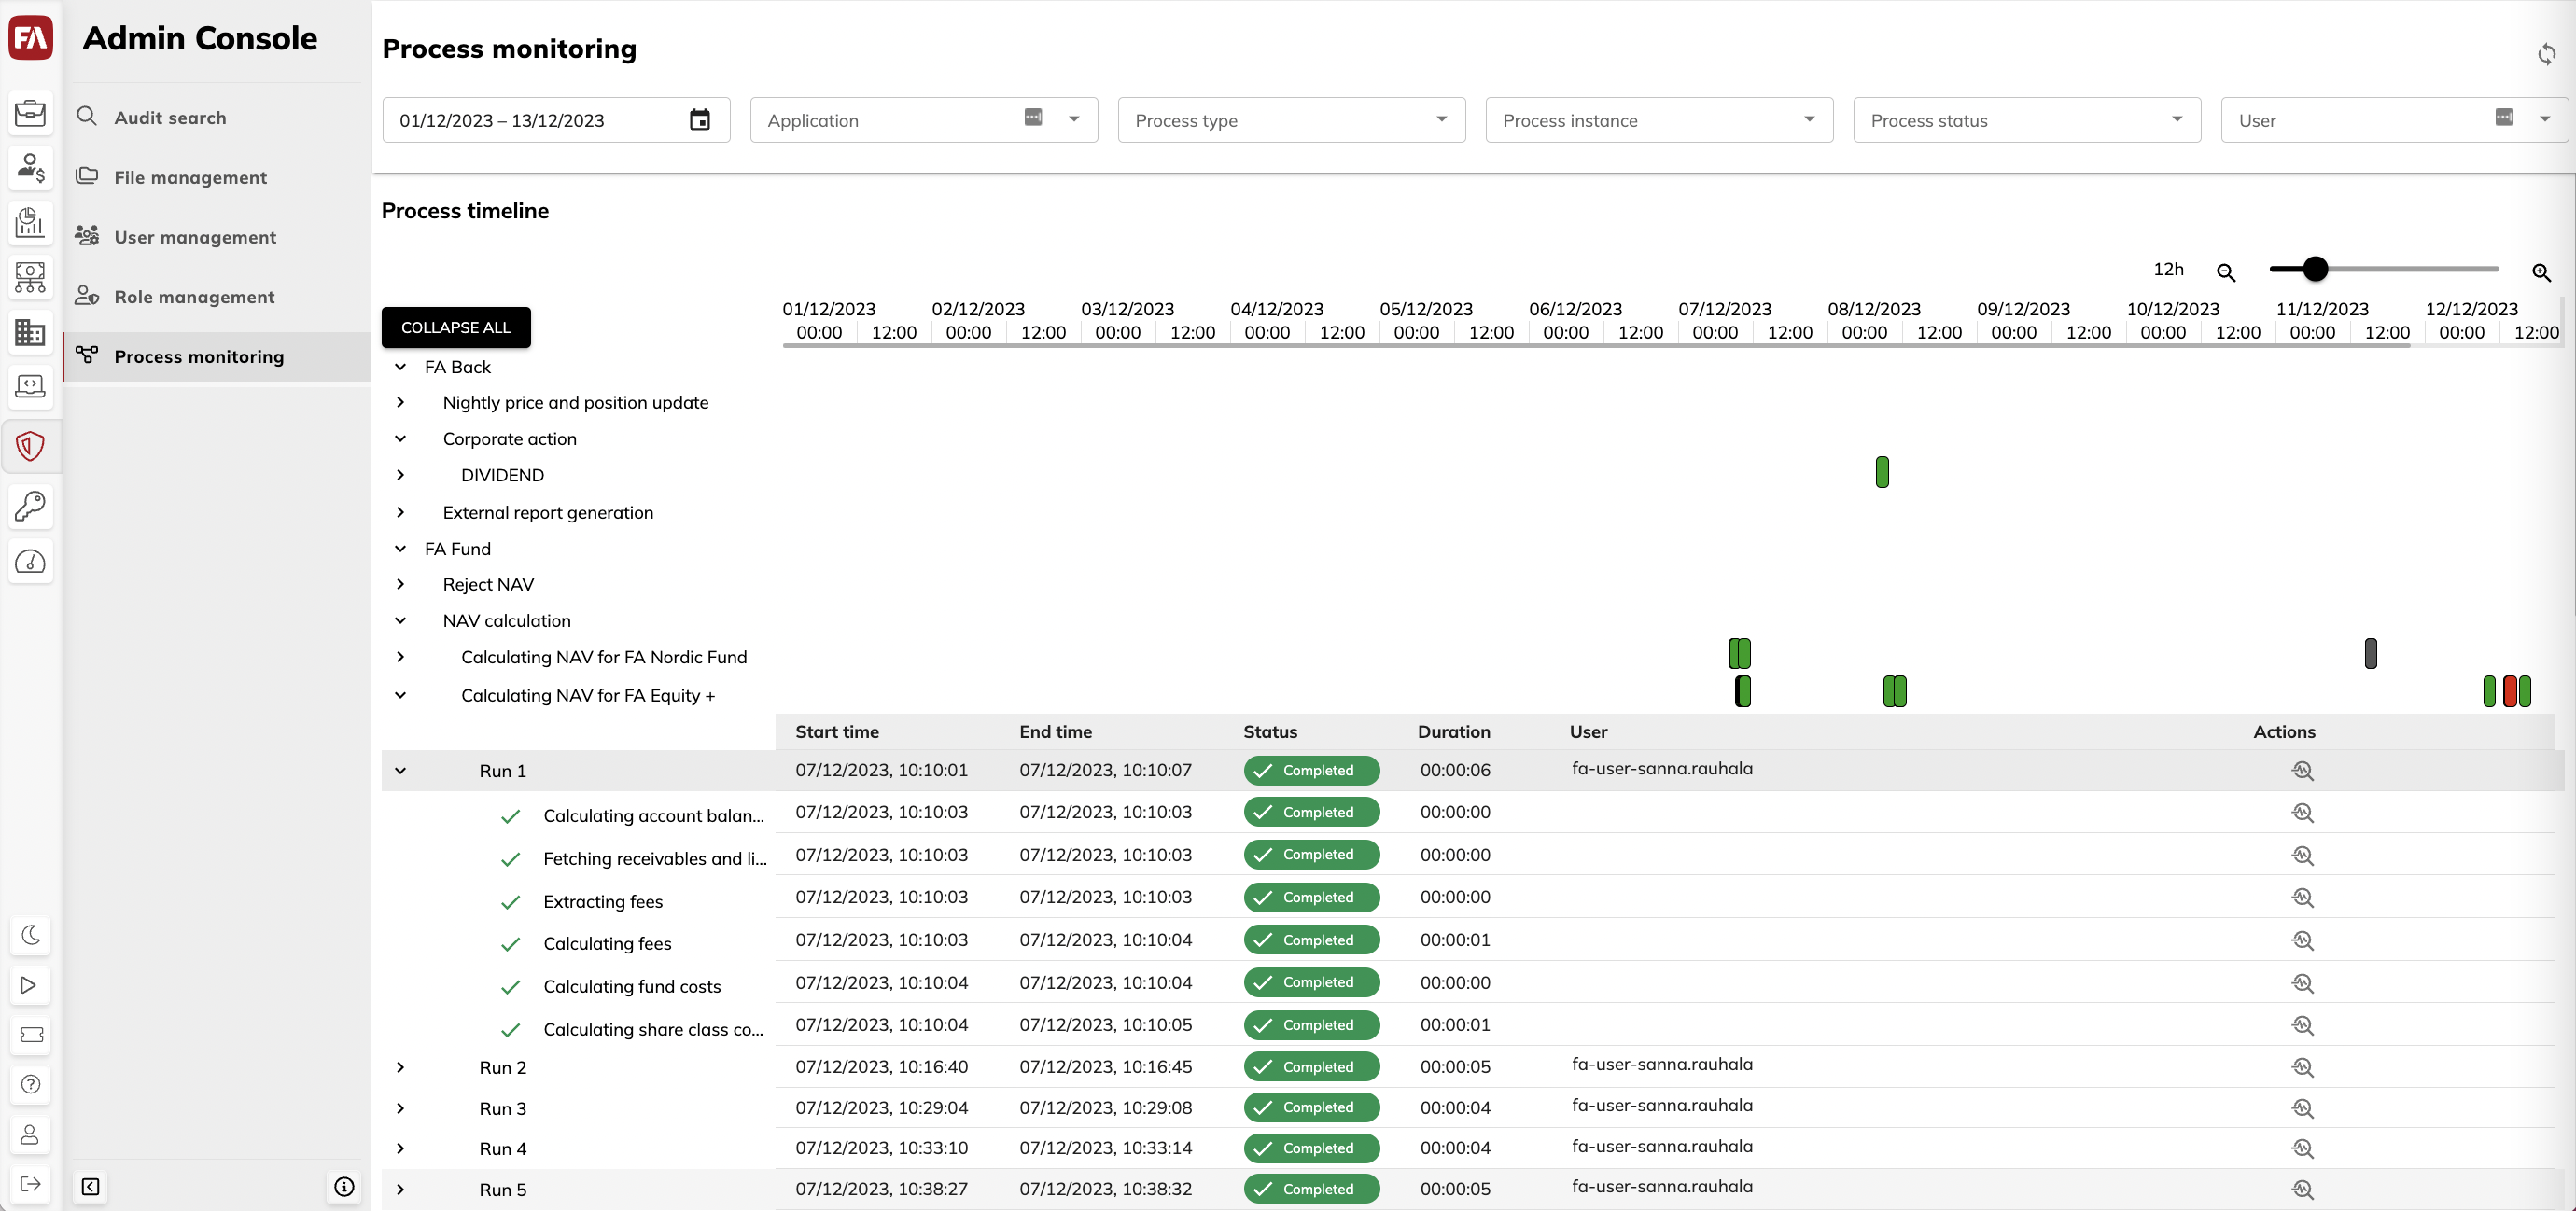 FA
Admin Console
Audit search
File management
User management
Role management
Process monitoring
Process monitoring
01/12/2023 – 13/12/2023
Application
Process type
Process instance
Process status
User
Process timeline
12h
COLLAPSE ALL
01/12/2023 02/12/2023 03/12/2023 04/12/2023 05/12/2023 06/12/2023 07/12/2023 08/12/2023 09/12/2023 10/12/2023 11/12/2023 12/12/2023
00:00 12:00 00:00 12:00 00:00 12:00 00:00 12:00 00:00 12:00 00:00 12:00 00:00 12:00 00:00 12:00 00:00 12:00 00:00 12:00 00:00 12:00 00:00 12:00
FA Back
Nightly price and position update
Corporate action
DIVIDEND
External report generation
FA Fund
Reject NAV
NAV calculation
Calculating NAV for FA Nordic Fund
Calculating NAV for FA Equity +
Start time End time Status Duration User Actions
Run 1 07/12/2023, 10:10:01 07/12/2023, 10:10:07 Completed 00:00:06 fa-user-sanna.rauhala
Calculating account balan... 07/12/2023, 10:10:03 07/12/2023, 10:10:03 Completed 00:00:00
Fetching receivables and li... 07/12/2023, 10:10:03 07/12/2023, 10:10:03 Completed 00:00:00
Extracting fees 07/12/2023, 10:10:03 07/12/2023, 10:10:03 Completed 00:00:00
Calculating fees 07/12/2023, 10:10:03 07/12/2023, 10:10:04 Completed 00:00:01
Calculating fund costs 07/12/2023, 10:10:04 07/12/2023, 10:10:04 Completed 00:00:00
Calculating share class co... 07/12/2023, 10:10:04 07/12/2023, 10:10:05 Completed 00:00:01
Run 2 07/12/2023, 10:16:40 07/12/2023, 10:16:45 Completed 00:00:05 fa-user-sanna.rauhala
Run 3 07/12/2023, 10:29:04 07/12/2023, 10:29:08 Completed 00:00:04 fa-user-sanna.rauhala
Run 4 07/12/2023, 10:33:10 07/12/2023, 10:33:14 Completed 00:00:04 fa-user-sanna.rauhala
Run 5 07/12/2023, 10:38:27 07/12/2023, 10:38:32 Completed 00:00:05 fa-user-sanna.rauhala